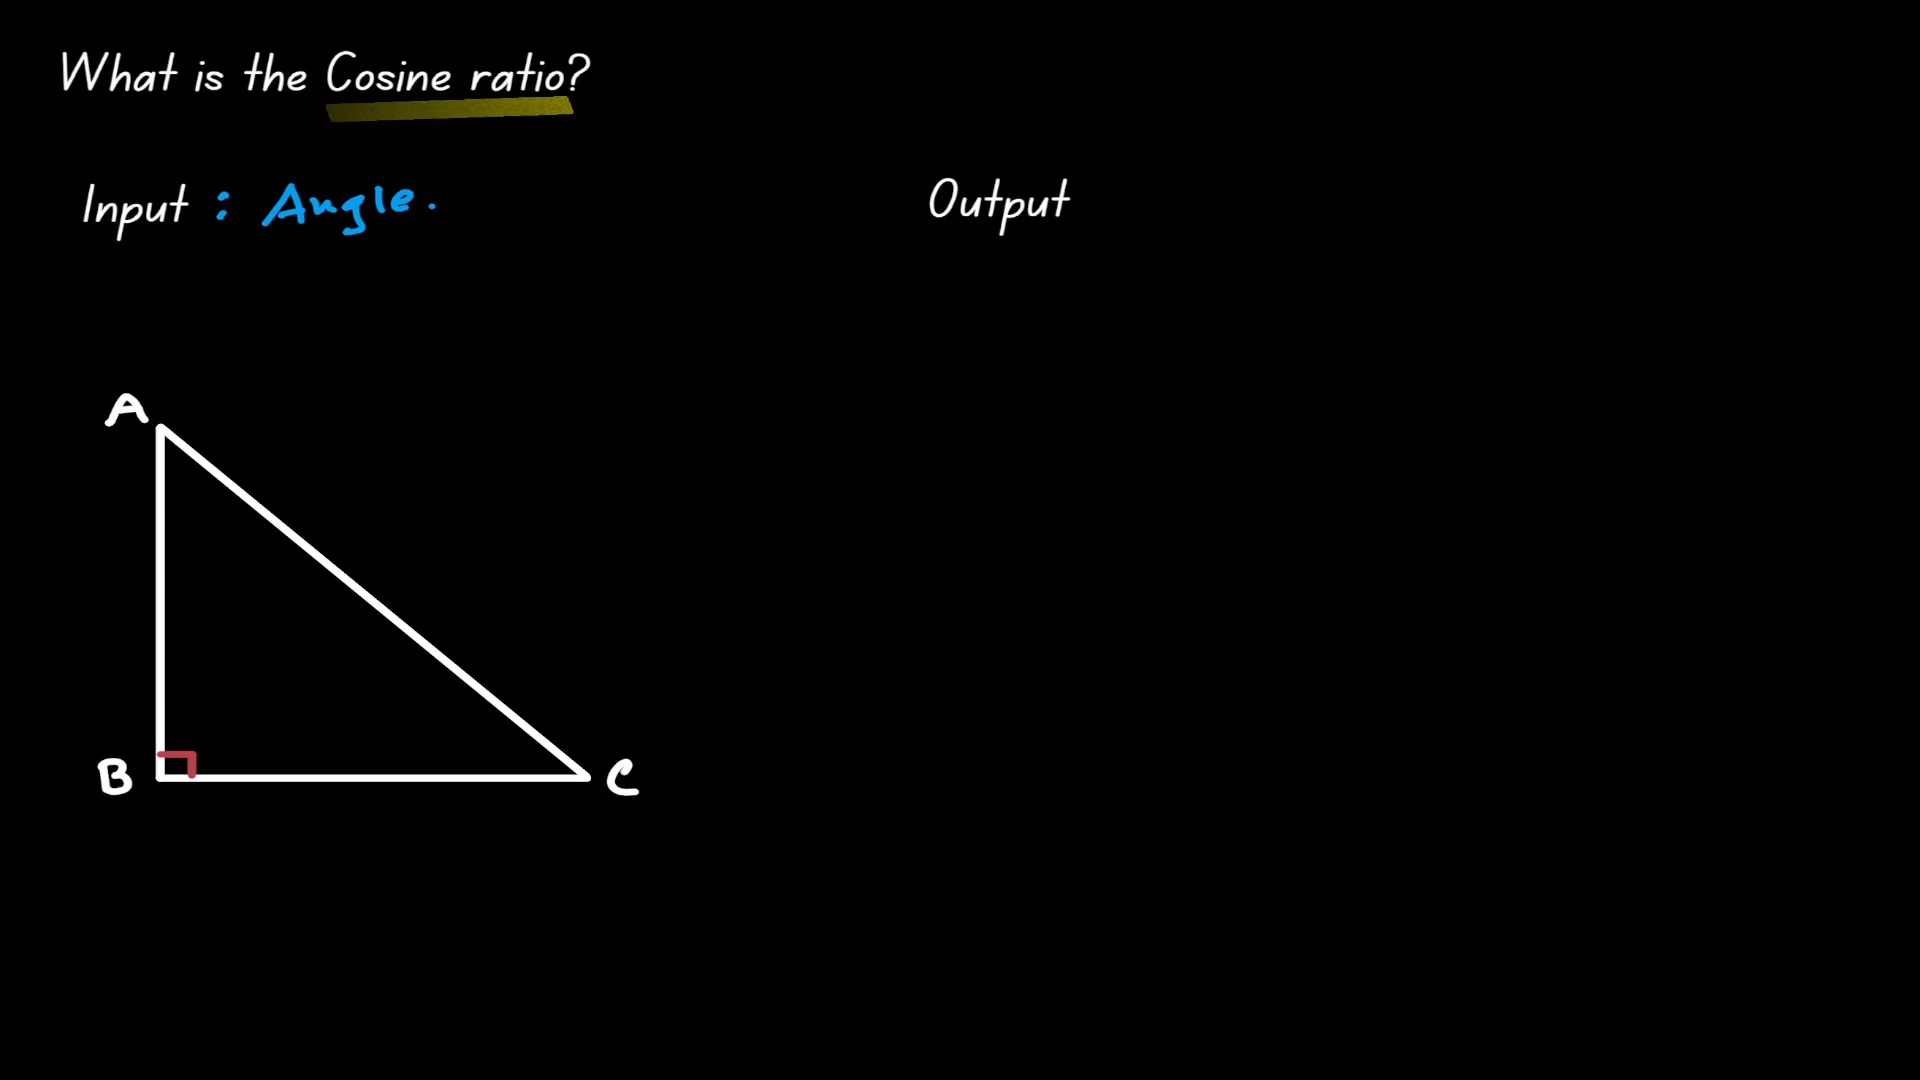 What is the Cosine ratio?
Input : Angle.
Output
A
B
C